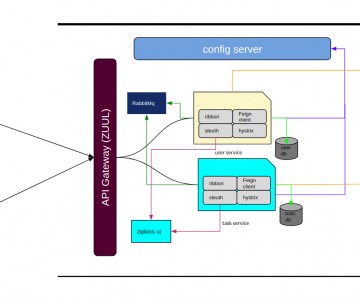 config server
API Gateway (ZUUL)
RabbitMq
ribbon
Feign
client
sleuth
hystrix
user
db
user service
ribbon
Feign
client
sleuth
hystrix
db
task service
zipkins ui